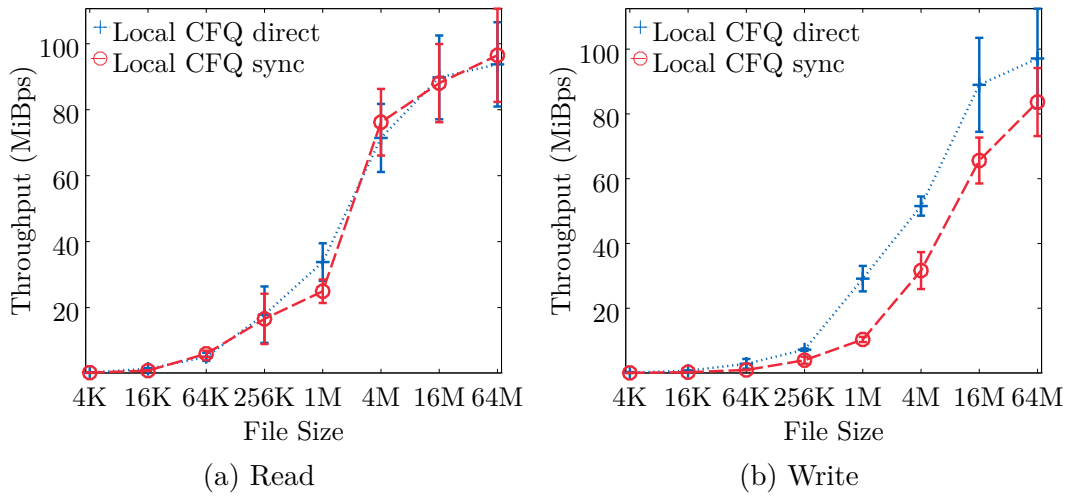 Local CFQ direct
Local CFQ sync
Throughput (MiBps)
100
80
60
40
20
4K 16K 64K 256K 1M 4M 16M 64M
File Size
(a) Read
Local CFQ direct
Local CFQ sync
Throughput (MiBps)
100
80
60
40
20
4K 16K 64K 256K 1M 4M 16M 64M
File Size
(b) Write